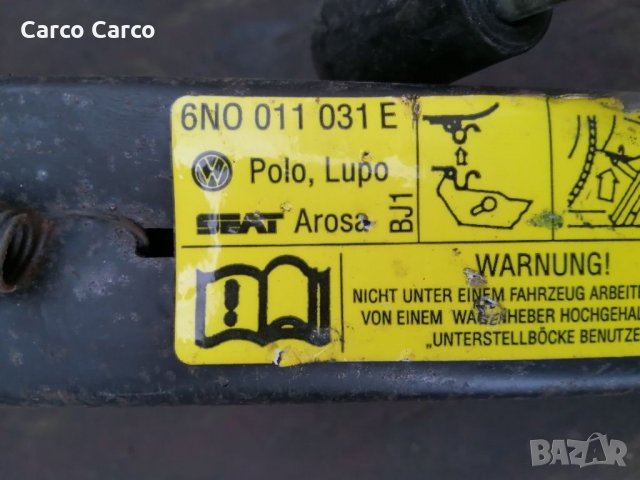 Carco Carco
6N0 011 031 E
Polo, Lupo
SEAT Arosa
BJ1
WARNUNG!
NICHT UNTER EINEM FAHRZEUG ARBEITE
VON EINEM WAGENHEBER HOCHGEHAL
„UNTERSTELLBÖCKE BENUTZE
BAZAR